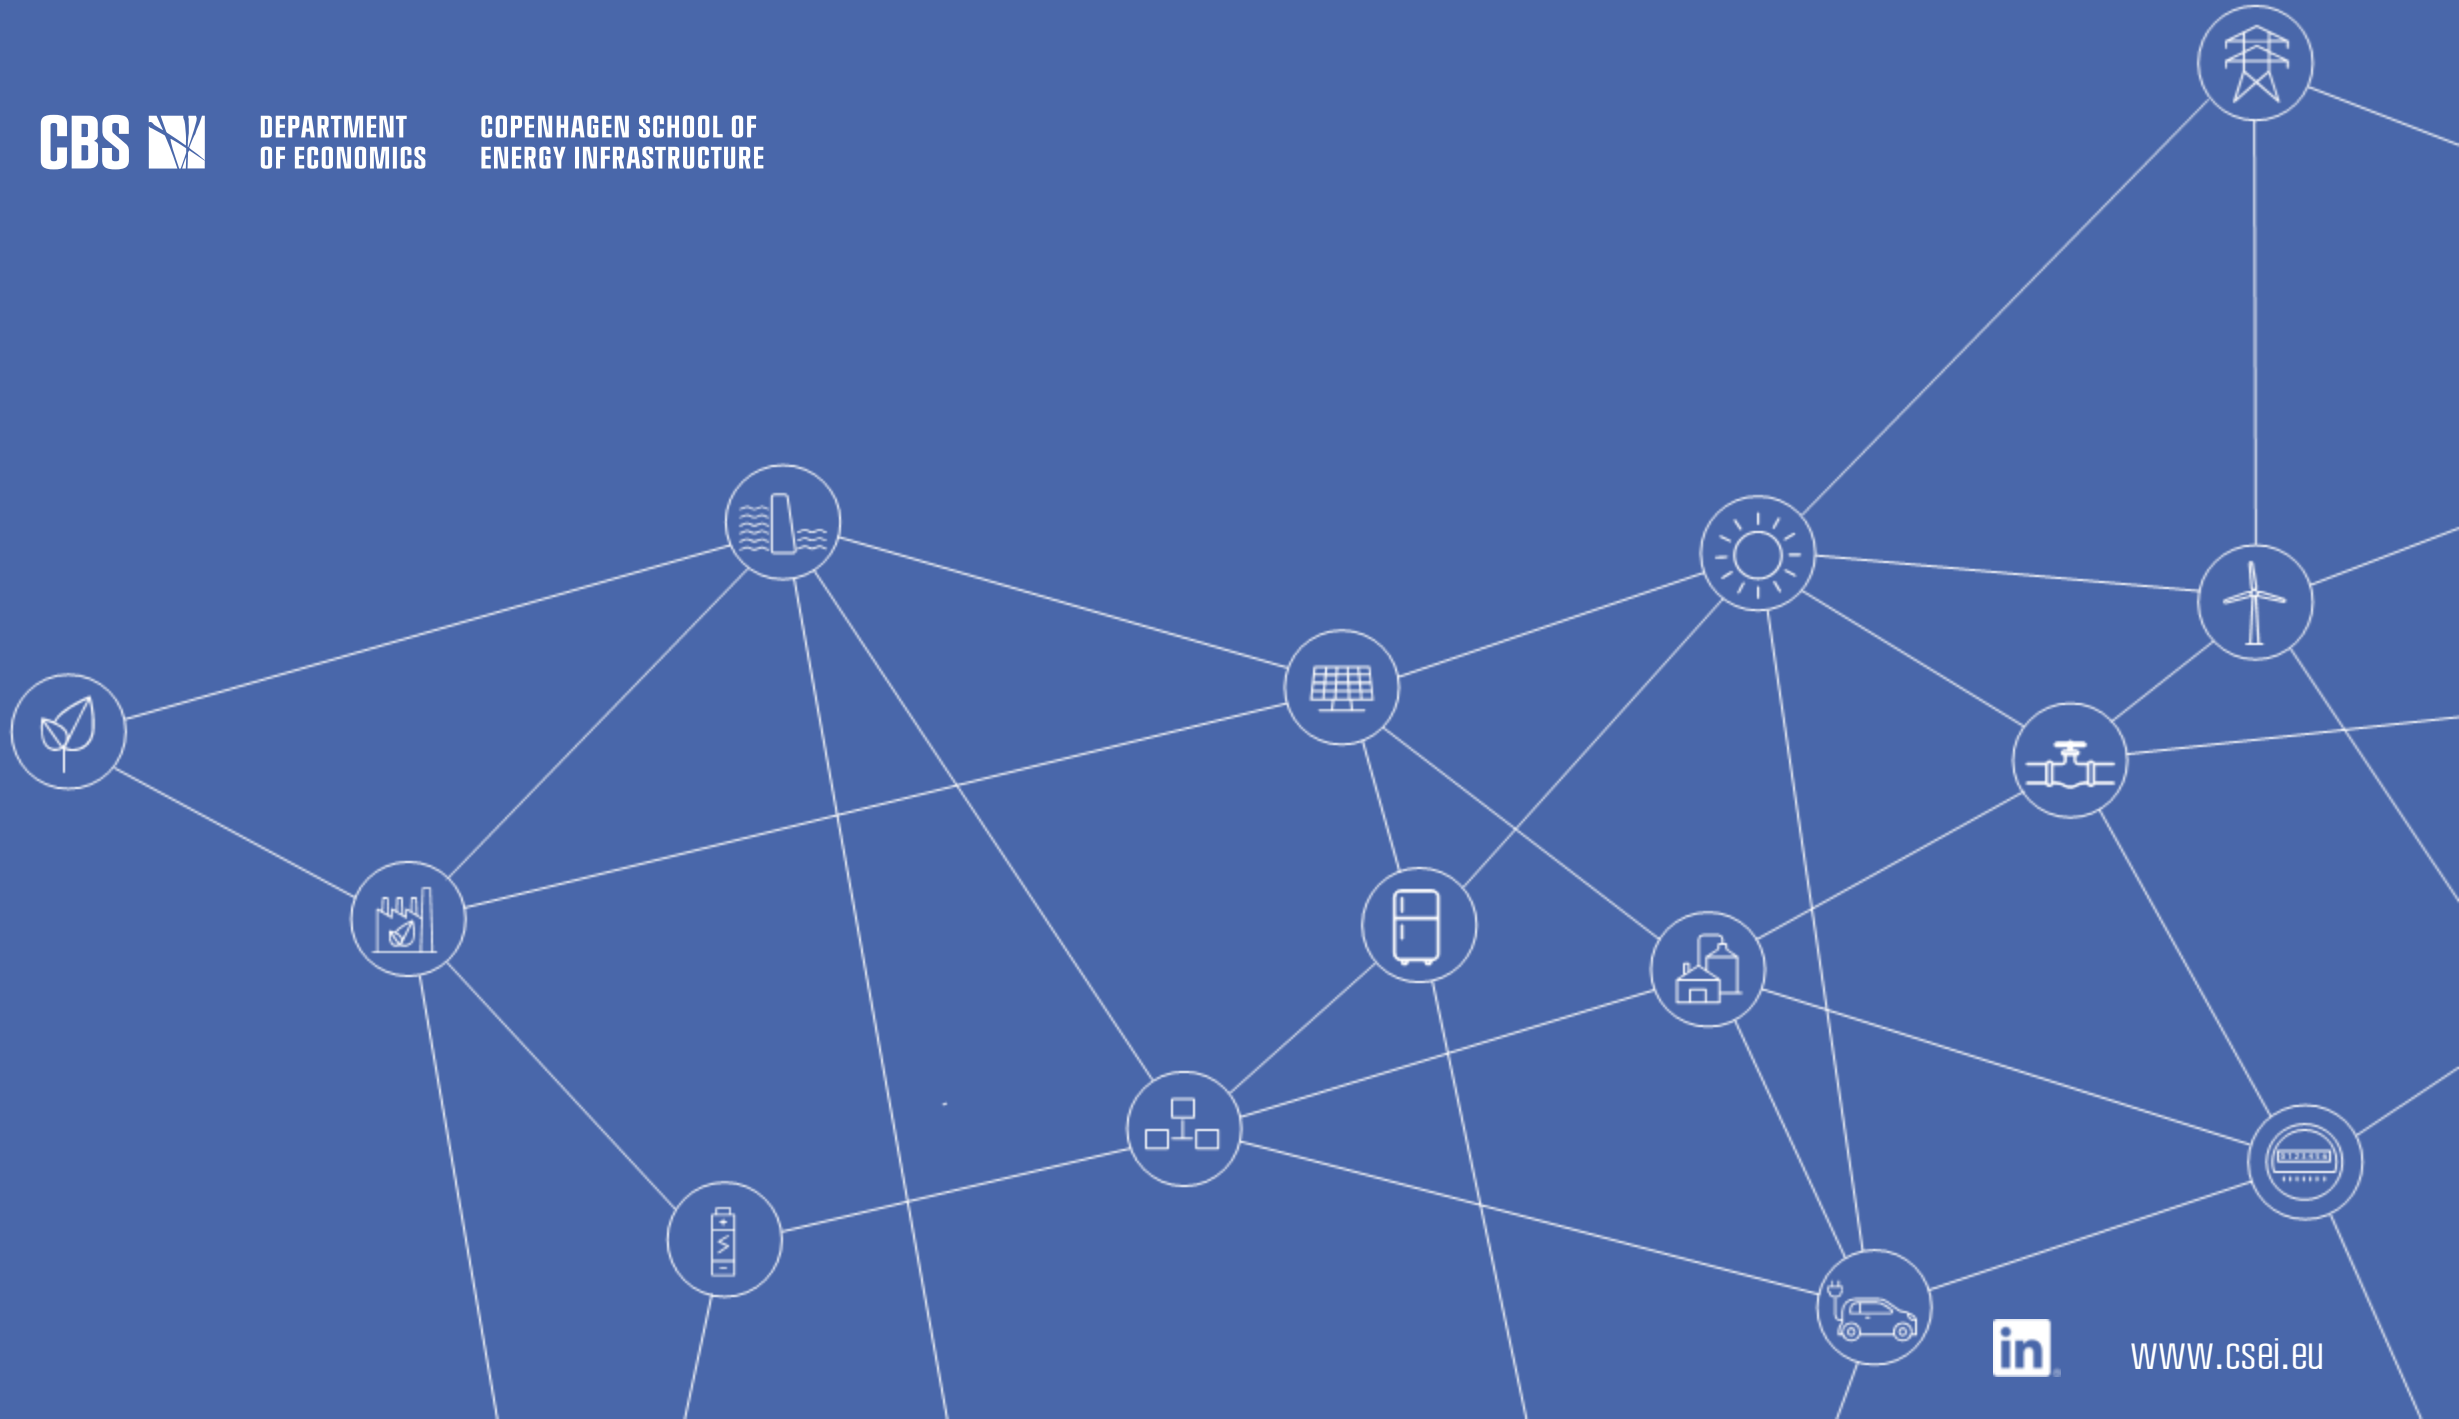 CBS
DEPARTMENT
OF ECONOMICS
COPENHAGEN SCHOOL OF
ENERGY INFRASTRUCTURE
in
www.csei.eu